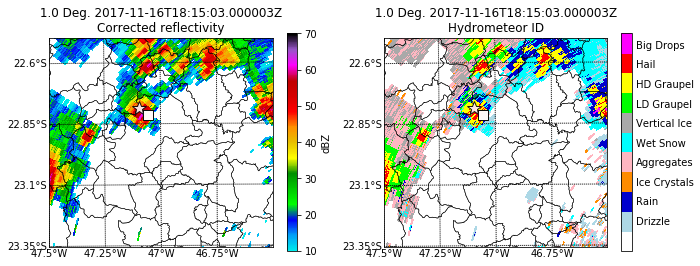 1.0 Deg. 2017-11-16T18:15:03.000003Z
Corrected reflectivity
22.6°S
22.85°S
23.1°S
23.35°S
47.5°W
47.25°W
47°W
46.75°W
70
60
50
40
30
20
10
dBZ
1.0 Deg. 2017-11-16T18:15:03.000003Z
Hydrometeor ID
22.6°S
22.85°S
23.1°S
23.35°S
47.5°W
47.25°W
47°W
46.75°W
Big Drops
Hail
HD Graupel
LD Graupel
Vertical Ice
Wet Snow
Aggregates
Ice Crystals
Rain
Drizzle